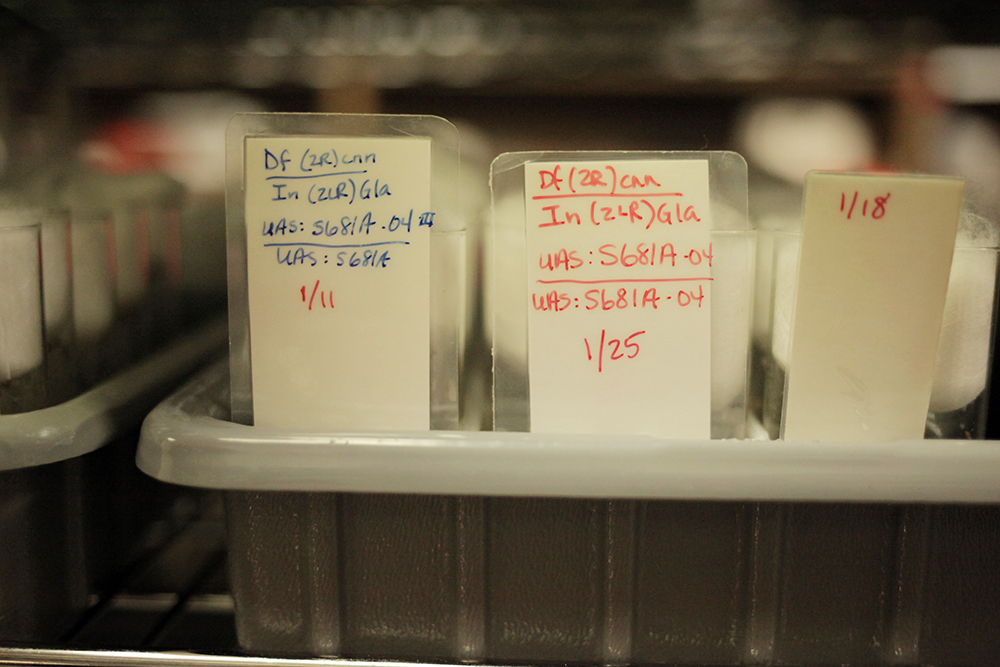 Df (2R)cnn
In (2LR)Gla
UAS: S681A-04 III
UAS: S681A
1/11
Df (2R) cnn
In (2LR)Gla
UAS: S681A-04
UAS: S681A-04
1/25
1/18